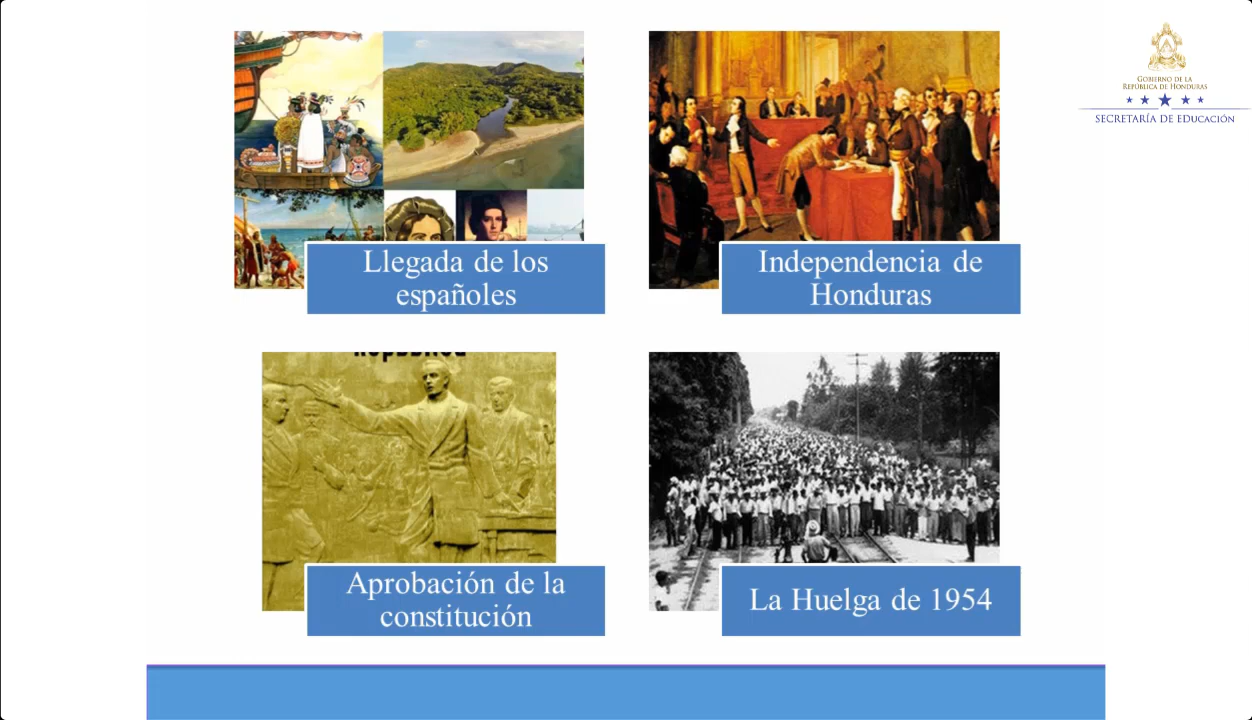 GOBIERNO DE LA
REPÚBLICA DE HONDURAS
SECRETARÍA DE EDUCACIÓN
Llegada de los
españoles
Independencia de
Honduras
Aprobación de la
constitución
La Huelga de 1954